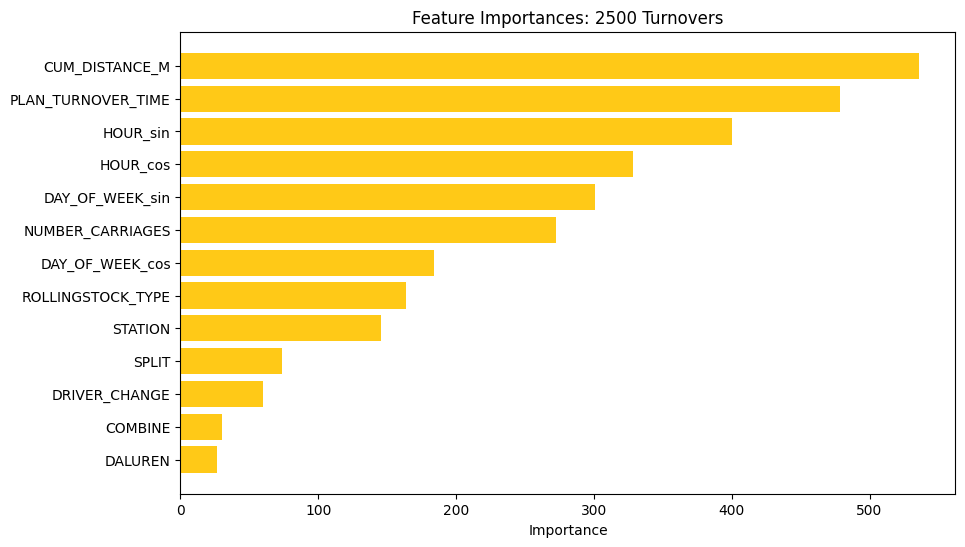 Feature Importances: 2500 Turnovers
CUM_DISTANCE_M
PLAN_TURNOVER_TIME
HOUR_sin
HOUR_cos
DAY_OF_WEEK_sin
NUMBER_CARRIAGES
DAY_OF_WEEK_cos
ROLLINGSTOCK_TYPE
STATION
SPLIT
DRIVER_CHANGE
COMBINE
DALUREN
0 100 200 300 400 500
Importance